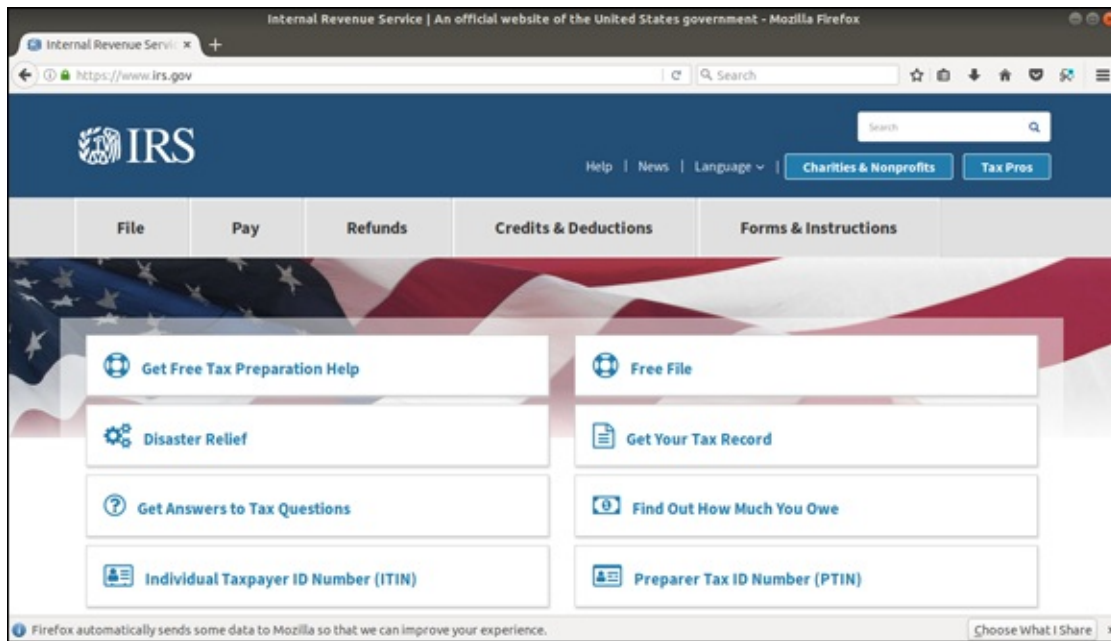 Internal Revenue Service | An official website of the United States government - Mozilla Firefox
Internal Revenue Servic
https://www.irs.gov
Search
IRS
Search
Help | News | Language | Charities & Nonprofits Tax Pros
File Pay Refunds Credits & Deductions Forms & Instructions
Get Free Tax Preparation Help
Free File
Disaster Relief
Get Your Tax Record
Get Answers to Tax Questions
Find Out How Much You Owe
Individual Taxpayer ID Number (ITIN)
Preparer Tax ID Number (PTIN)
Firefox automatically sends some data to Mozilla so that we can improve your experience.
Choose What I Share